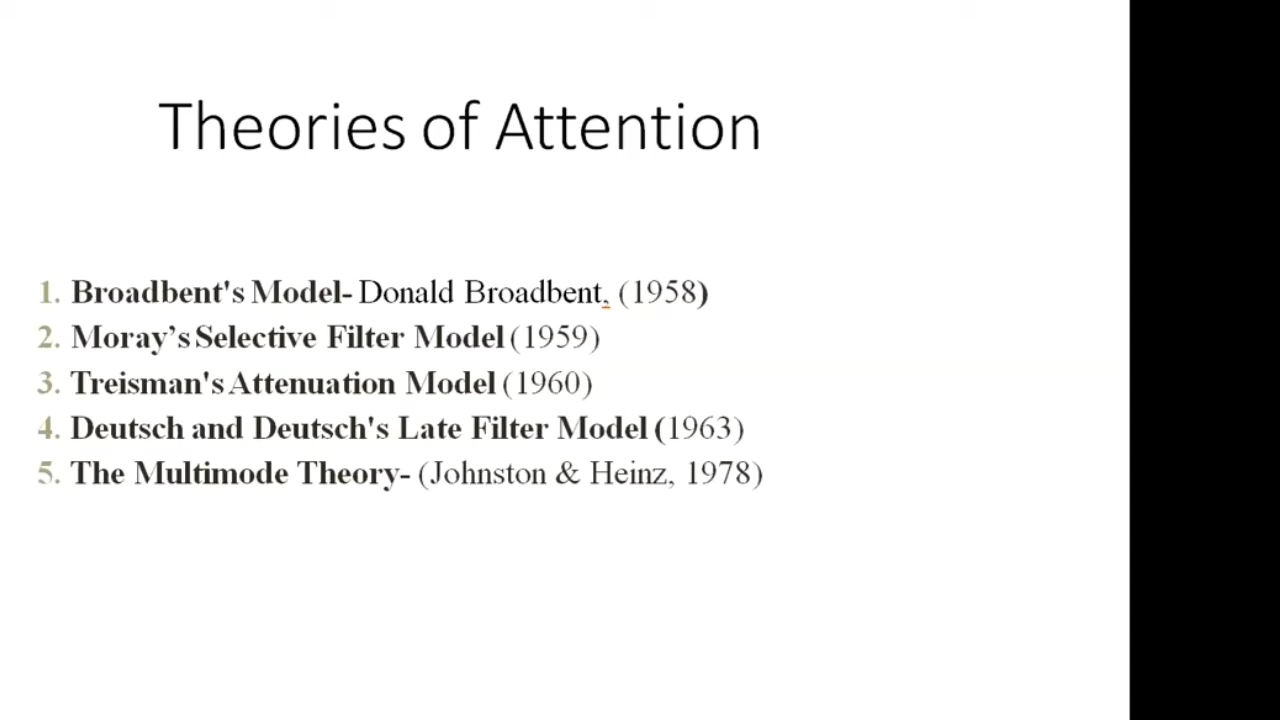 Theories of Attention
1. Broadbent's Model- Donald Broadbent, (1958)
2. Moray’s Selective Filter Model (1959)
3. Treisman's Attenuation Model (1960)
4. Deutsch and Deutsch's Late Filter Model (1963)
5. The Multimode Theory- (Johnston & Heinz, 1978)